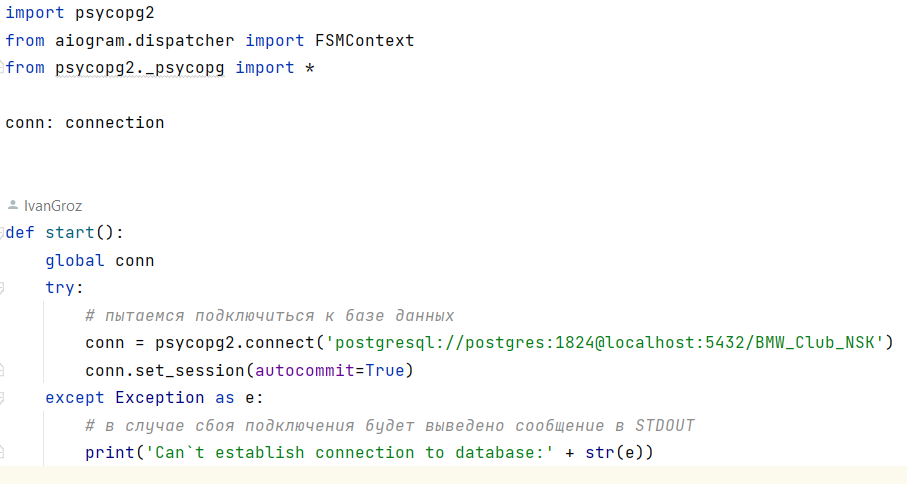 import psycopg2
from aiogram.dispatcher import FSMContext
from psycopg2._psycopg import *
conn: connection
IvanGroz
def start():
    global conn
    try:
        # пытаемся подключиться к базе данных
        conn = psycopg2.connect('postgresql://postgres:1824@localhost:5432/BMW_Club_NSK')
        conn.set_session(autocommit=True)
    except Exception as e:
        # в случае сбоя подключения будет выведено сообщение в STDOUT
        print('Can`t establish connection to database:' + str(e))